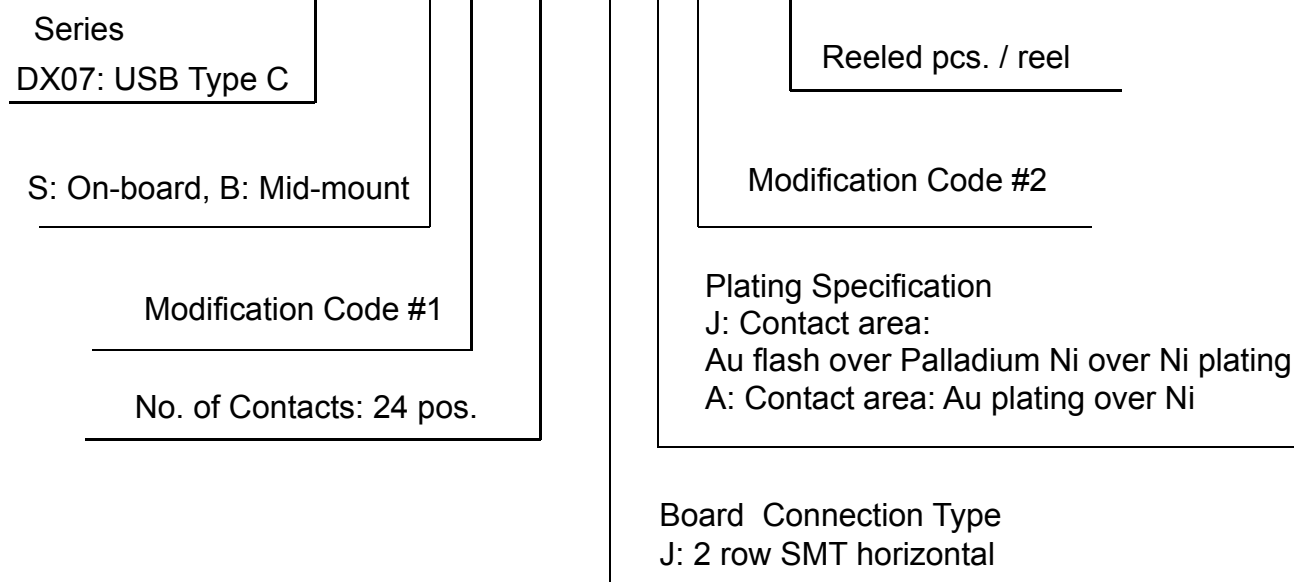 Series
DX07: USB Type C
S: On-board, B: Mid-mount
Modification Code #1
No. of Contacts: 24 pos.
Reeled pcs. / reel
Modification Code #2
Plating Specification
J: Contact area:
Au flash over Palladium Ni over Ni plating
A: Contact area: Au plating over Ni
Board Connection Type
J: 2 row SMT horizontal